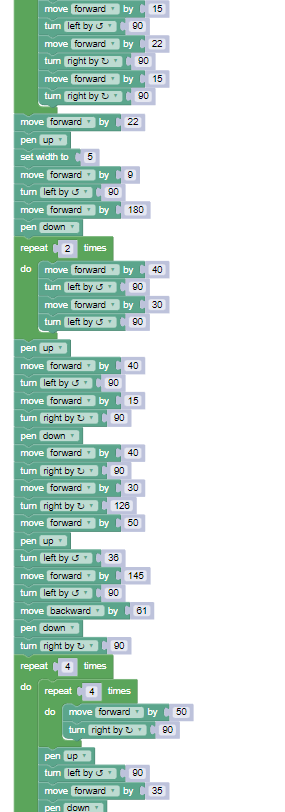 move forward by 15
turn left by ↺ 90
move forward by 22
turn right by ↻ 90
move forward by 15
turn right by ↻ 90
move forward by 22
pen up
set width to 5
move forward by 9
turn left by ↺ 90
move forward by 180
pen down
repeat 2 times
do move forward by 40
turn left by ↺ 90
move forward by 30
turn left by ↺ 90
pen up
move forward by 40
turn left by ↺ 90
move forward by 15
turn right by ↻ 90
pen down
move forward by 40
turn right by ↻ 90
move forward by 30
turn right by ↻ 126
move forward by 50
pen up
turn left by ↺ 36
move forward by 145
turn left by ↺ 90
move backward by 61
pen down
turn right by ↻ 90
repeat 4 times
do repeat 4 times
do move forward by 50
turn right by ↻ 90
pen up
turn left by ↺ 90
move forward by 35
pen down